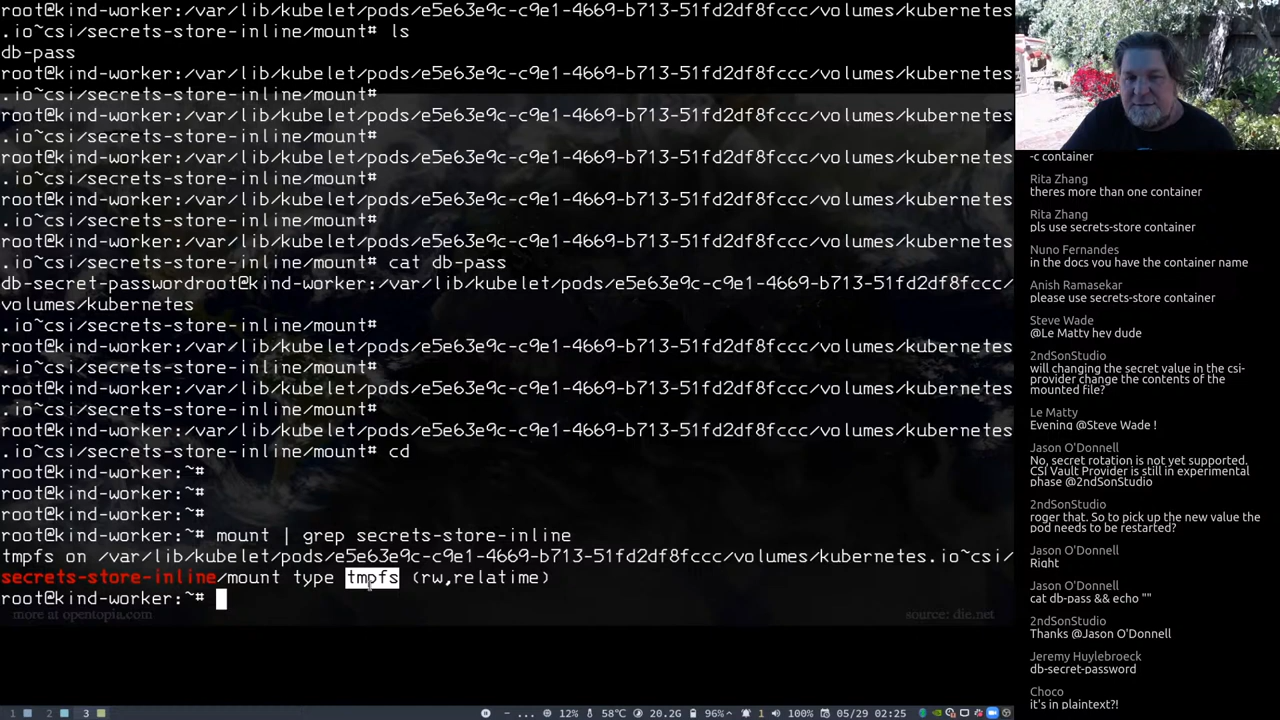 root@kind-worker:/var/lib/kubelet/pods/e5e63e9c-c9e1-4669-b713-51fd2df8fccc/volumes/kubernetes
.io~csi/secrets-store-inline/mount# ls
db-pass
root@kind-worker:/var/lib/kubelet/pods/e5e63e9c-c9e1-4669-b713-51fd2df8fccc/volumes/kubernetes
.io~csi/secrets-store-inline/mount#
root@kind-worker:/var/lib/kubelet/pods/e5e63e9c-c9e1-4669-b713-51fd2df8fccc/volumes/kubernetes
.io~csi/secrets-store-inline/mount#
root@kind-worker:/var/lib/kubelet/pods/e5e63e9c-c9e1-4669-b713-51fd2df8fccc/volumes/kubernetes
.io~csi/secrets-store-inline/mount#
root@kind-worker:/var/lib/kubelet/pods/e5e63e9c-c9e1-4669-b713-51fd2df8fccc/volumes/kubernetes
.io~csi/secrets-store-inline/mount#
root@kind-worker:/var/lib/kubelet/pods/e5e63e9c-c9e1-4669-b713-51fd2df8fccc/volumes/kubernetes
.io~csi/secrets-store-inline/mount# cat db-pass
db-secret-passwordroot@kind-worker:/var/lib/kubelet/pods/e5e63e9c-c9e1-4669-b713-51fd2df8fccc/
volumes/kubernetes
.io~csi/secrets-store-inline/mount#
root@kind-worker:/var/lib/kubelet/pods/e5e63e9c-c9e1-4669-b713-51fd2df8fccc/volumes/kubernetes
.io~csi/secrets-store-inline/mount#
root@kind-worker:/var/lib/kubelet/pods/e5e63e9c-c9e1-4669-b713-51fd2df8fccc/volumes/kubernetes
.io~csi/secrets-store-inline/mount#
root@kind-worker:/var/lib/kubelet/pods/e5e63e9c-c9e1-4669-b713-51fd2df8fccc/volumes/kubernetes
.io~csi/secrets-store-inline/mount# cd
root@kind-worker:~#
root@kind-worker:~#
root@kind-worker:~#
root@kind-worker:~# mount | grep secrets-store-inline
tmpfs on /var/lib/kubelet/pods/e5e63e9c-c9e1-4669-b713-51fd2df8fccc/volumes/kubernetes.io~csi/
secrets-store-inline/mount type tmpfs (rw,relatime)
root@kind-worker:~#
more at opentopia.com
source: die.net
-c container
Rita Zhang
theres more than one container
Rita Zhang
pls use secrets-store container
Nuno Fernandes
in the docs you have the container name
Anish Ramasekar
please use secrets-store container
Steve Wade
@Le Matty hey dude
2ndSonStudio
will changing the secret value in the csi-
provider change the contents of the
mounted file?
Le Matty
Evening @Steve Wade !
Jason O'Donnell
No, secret rotation is not yet supported.
CSI Vault Provider is still in experimental
phase @2ndSonStudio
2ndSonStudio
roger that. So to pick up the new value the
pod needs to be restarted?
Jason O'Donnell
Right
Jason O'Donnell
cat db-pass && echo ""
2ndSonStudio
Thanks @Jason O'Donnell
Jeremy Huylebroeck
db-secret-password
Choco
it's in plaintext?!
1 2 3 ... 12% 58°C 20.2G 96% 1 100% 05/29 02:25